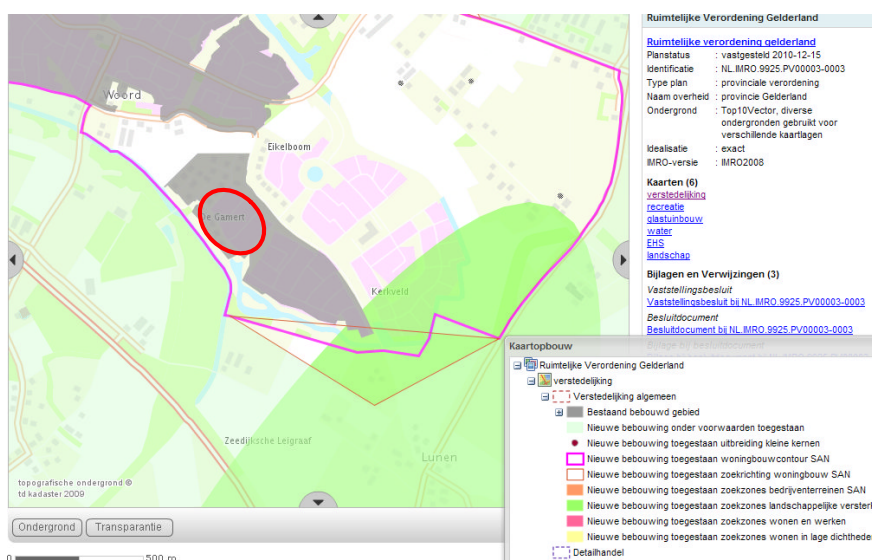 Woord
Eikelboom
De Gamert
Kerkveld
Zeedijksche Leigraaf
Lunen
topografische ondergrond ©
td kadaster 2009
Ondergrond
Transparantie
0
500 m
Ruimtelijke Verordening Gelderland
Ruimtelijke verordening gelderland
Planstatus : vastgesteld 2010-12-15
Identificatie : NL.IMRO.9925.PV00003-0003
Type plan : provinciale verordening
Naam overheid : provincie Gelderland
Ondergrond : Top10Vector, diverse
ondergronden gebruikt voor
verschillende kaartlagen
Idealisatie : exact
IMRO-versie : IMRO2008
Kaarten (6)
verstedelijking
recreatie
glastuinbouw
water
EHS
landschap
Bijlagen en Verwijzingen (3)
Vaststellingsbesluit
Vaststellingsbesluit bij NL.IMRO.9925.PV00003-0003
Besluitdocument
Besluitdocument bij NL.IMRO.9925.PV00003-0003
Kaartopbouw
Ruimtelijke Verordening Gelderland
verstedelijking
Verstedelijking algemeen
Bestaand bebouwd gebied
Nieuwe bebouwing onder voorwaarden toegestaan
Nieuwe bebouwing toegestaan uitbreiding kleine kernen
Nieuwe bebouwing toegestaan woningbouwcontour SAN
Nieuwe bebouwing toegestaan zoekrichting woningbouw SAN
Nieuwe bebouwing toegestaan zoekzones bedrijventerreinen SAN
Nieuwe bebouwing toegestaan zoekzones landschappelijke verster
Nieuwe bebouwing toegestaan zoekzones wonen en werken
Nieuwe bebouwing toegestaan zoekzones wonen in lage dichthede
Detailhandel